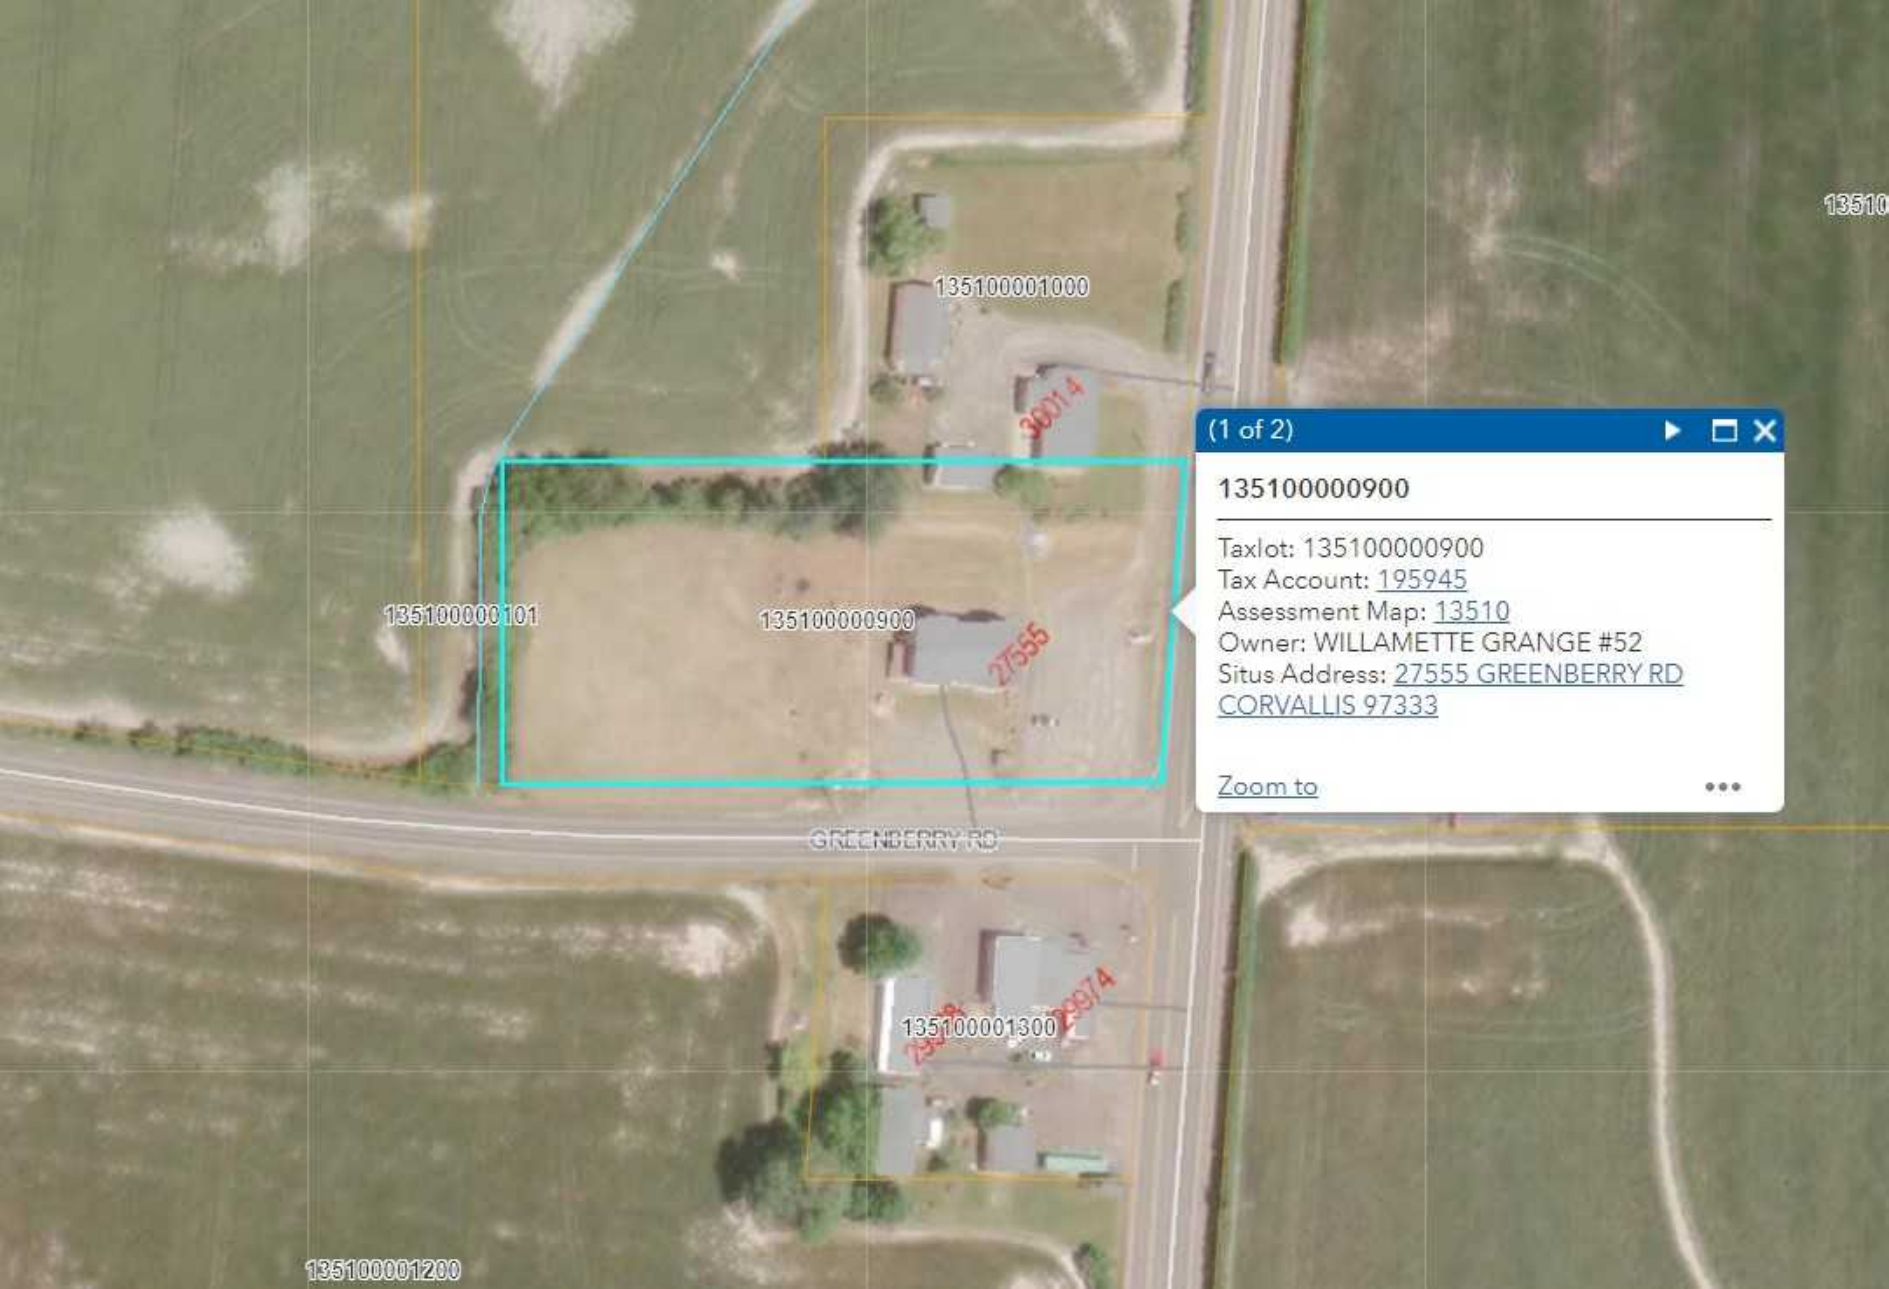 13510
135100001000
30014
(1 of 2)
135100000900
Taxlot: 135100000900
Tax Account: 195945
Assessment Map: 13510
Owner: WILLAMETTE GRANGE #52
Situs Address: 27555 GREENBERRY RD
CORVALLIS 97333
Zoom to
135100000101
135100000900
27555
GREENBERRY RD
29974
135100001300
135100001200